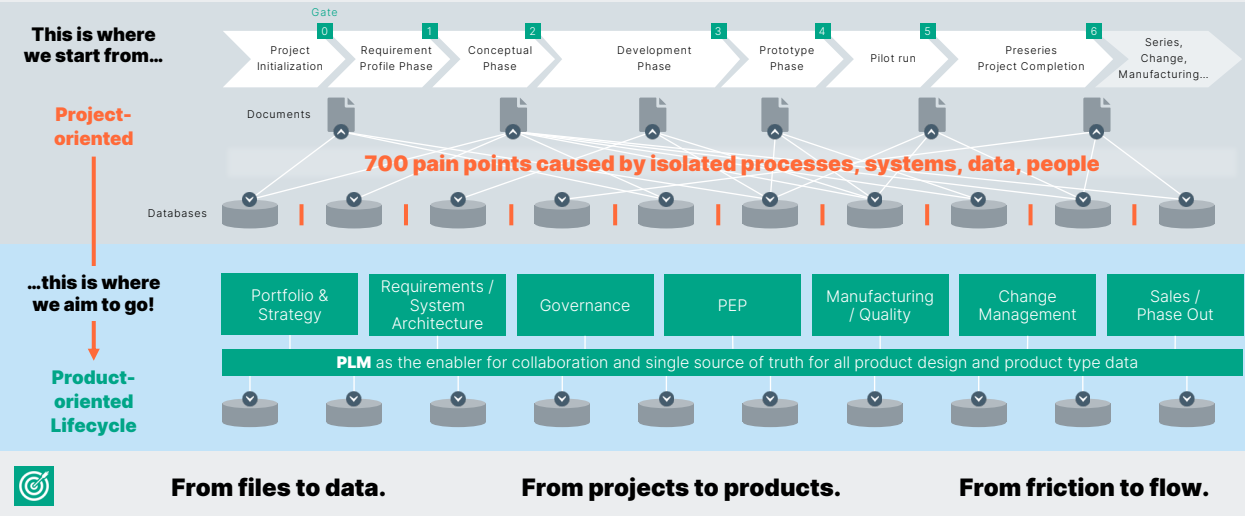 This is where
we start from...
Gate
0
1
2
3
4
5
6
Project
Initialization
Requirement
Profile Phase
Conceptual
Phase
Development
Phase
Prototype
Phase
Pilot run
Preseries
Project Completion
Series,
Change,
Manufacturing...
Project-
oriented
Documents
700 pain points caused by isolated processes, systems, data, people
Databases
...this is where
we aim to go!
Portfolio &
Strategy
Requirements /
System
Architecture
Governance
PEP
Manufacturing
/ Quality
Change
Management
Sales /
Phase Out
PLM as the enabler for collaboration and single source of truth for all product design and product type data
Product-
oriented
Lifecycle
From files to data.
From projects to products.
From friction to flow.